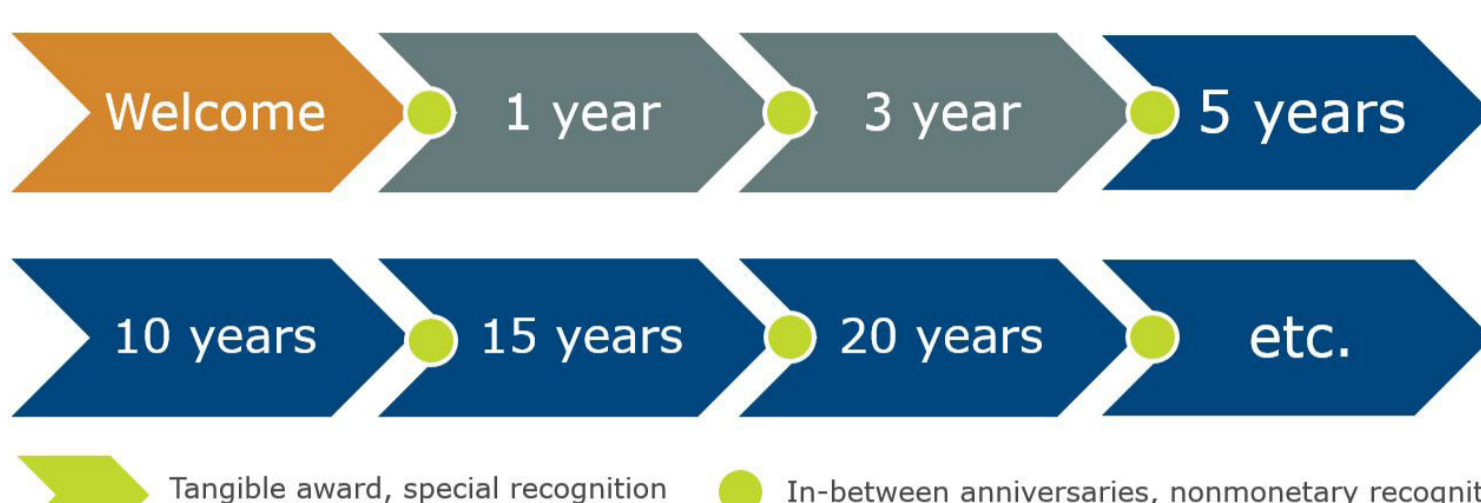 Welcome 1 year 3 year 5 years
10 years 15 years 20 years etc.
Tangible award, special recognition In-between anniversaries, nonmonetary